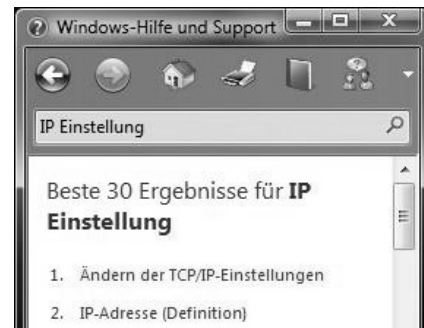 Windows-Hilfe und Support
IP Einstellung
Beste 30 Ergebnisse für IP
Einstellung
1. Ändern der TCP/IP-Einstellungen
2. IP-Adresse (Definition)